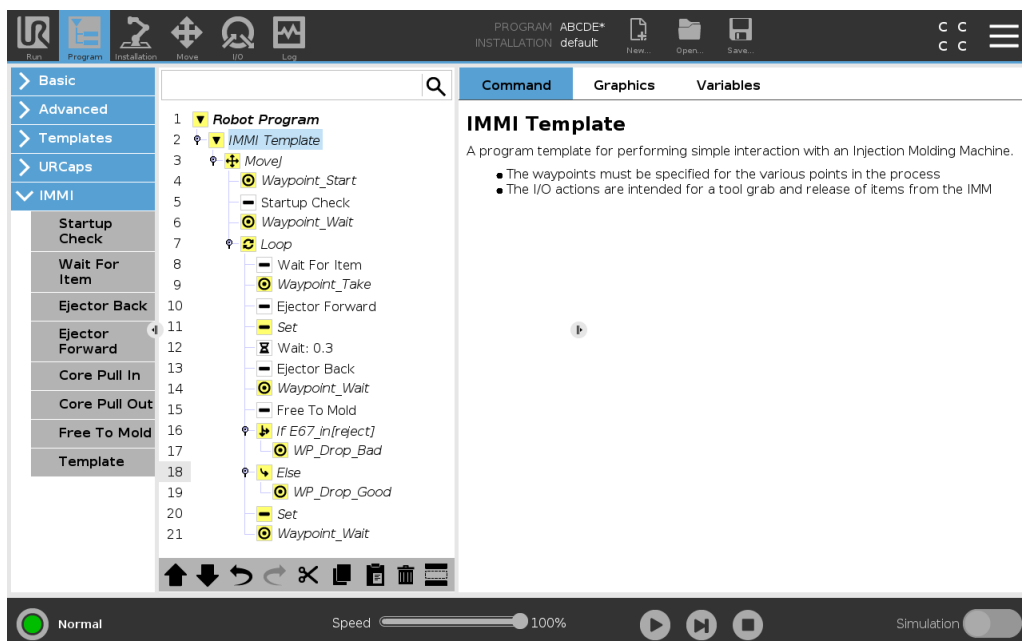 PROGRAM ABCDE*
INSTALLATION default
UR
Run Program Installation Move I/O Log
New... Open... Save...
C C
C C
Basic
Advanced
Templates
URCaps
IMMI
Startup
Check
Wait For
Item
Ejector Back
Ejector
Forward
Core Pull In
Core Pull Out
Free To Mold
Template
1 Robot Program
2 IMMI Template
3 MoveJ
4 Waypoint_Start
5 Startup Check
6 Waypoint_Wait
7 Loop
8 Wait For Item
9 Waypoint_Take
10 Ejector Forward
11 Set
12 Wait: 0.3
13 Ejector Back
14 Waypoint_Wait
15 Free To Mold
16 If E67_in[reject]
17 WP_Drop_Bad
18 Else
19 WP_Drop_Good
20 Set
21 Waypoint_Wait
Command Graphics Variables
IMMI Template
A program template for performing simple interaction with an Injection Molding Machine.
• The waypoints must be specified for the various points in the process
• The I/O actions are intended for a tool grab and release of items from the IMM
Normal
Speed 100%
Simulation